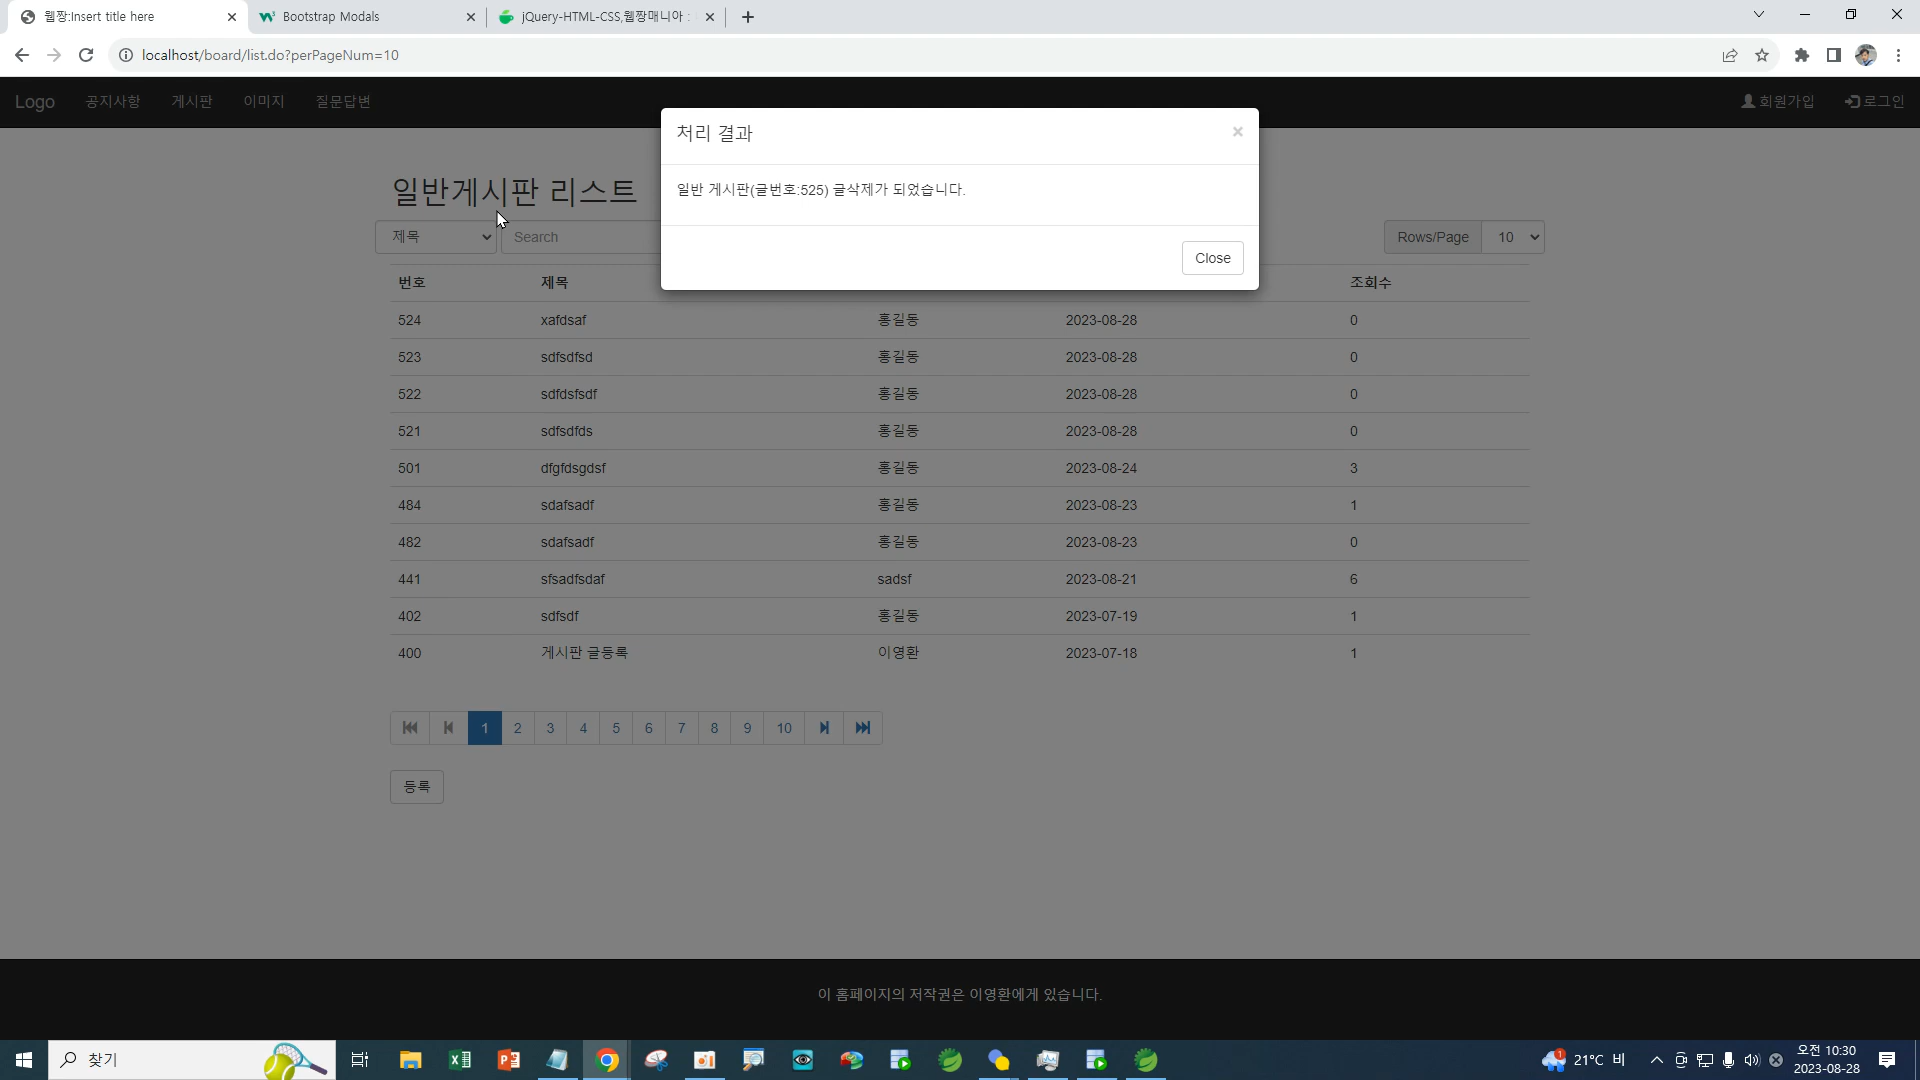 웹짱:Insert title here
Bootstrap Modals
jQuery-HTML-CSS,웹짱매니아 :
localhost/board/list.do?perPageNum=10
Logo 공지사항 게시판 이미지 질문답변 회원가입 로그인
처리 결과 ×
일반 게시판(글번호:525) 글삭제가 되었습니다.
Close
일반게시판 리스트
제목 Search Rows/Page 10
번호 제목 조회수
524 xafdsaf 홍길동 2023-08-28 0
523 sdfsdfsd 홍길동 2023-08-28 0
522 sdfdsfsdf 홍길동 2023-08-28 0
521 sdfsdfds 홍길동 2023-08-28 0
501 dfgfdsgdsf 홍길동 2023-08-24 3
484 sdafsadf 홍길동 2023-08-23 1
482 sdafsadf 홍길동 2023-08-23 0
441 sfsadfsdaf sadsf 2023-08-21 6
402 sdfsdf 홍길동 2023-07-19 1
400 게시판 글등록 이영환 2023-07-18 1
1 2 3 4 5 6 7 8 9 10
등록
이 홈페이지의 저작권은 이영환에게 있습니다.
찾기
1
21°C 비
오전 10:30
2023-08-28